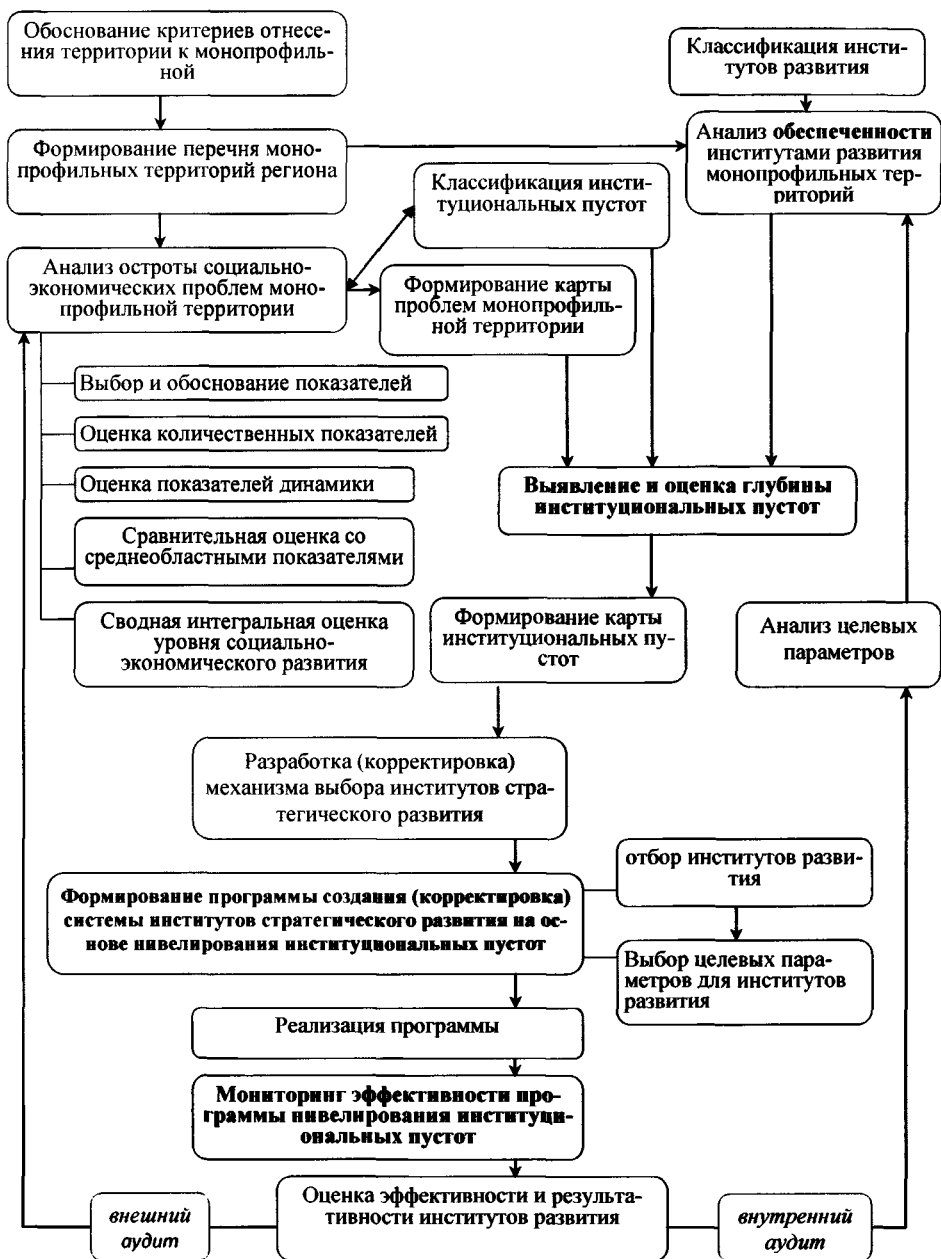 Обоснование критериев отне-
сения территории к монопрофиль-
ной
Классификация инсти-
тутов развития
Формирование перечня моно-
профильных территорий региона
Анализ обеспеченности
институтами развития
монопрофильных тер-
риторий
Классификация инсти-
туциональных пустот
Анализ остроты социально-
экономических проблем моно-
профильной территории
Формирование карты
проблем монопрофиль-
ной территории
Выбор и обоснование показателей
Оценка количественных показателей
Оценка показателей динамики
Сравнительная оценка со
среднеобластными показателями
Сводная интегральная оценка
уровня социально-
экономического развития
Выявление и оценка глубины
институциональных пустот
Формирование карты
институциональных пу-
стот
Анализ целевых
параметров
Разработка (корректировка)
механизма выбора институтов стра-
тегического развития
Формирование программы создания (корректировка)
системы институтов стратегического развития на ос-
нове нивелирования институциональных пустот
отбор институтов разви-
тия
Выбор целевых пара-
метров для институтов
развития
Реализация программы
Мониторинг эффективности про-
граммы нивелирования институци-
ональных пустот
Оценка эффективности и результа-
тивности институтов развития
внешний
аудит
внутренний
аудит